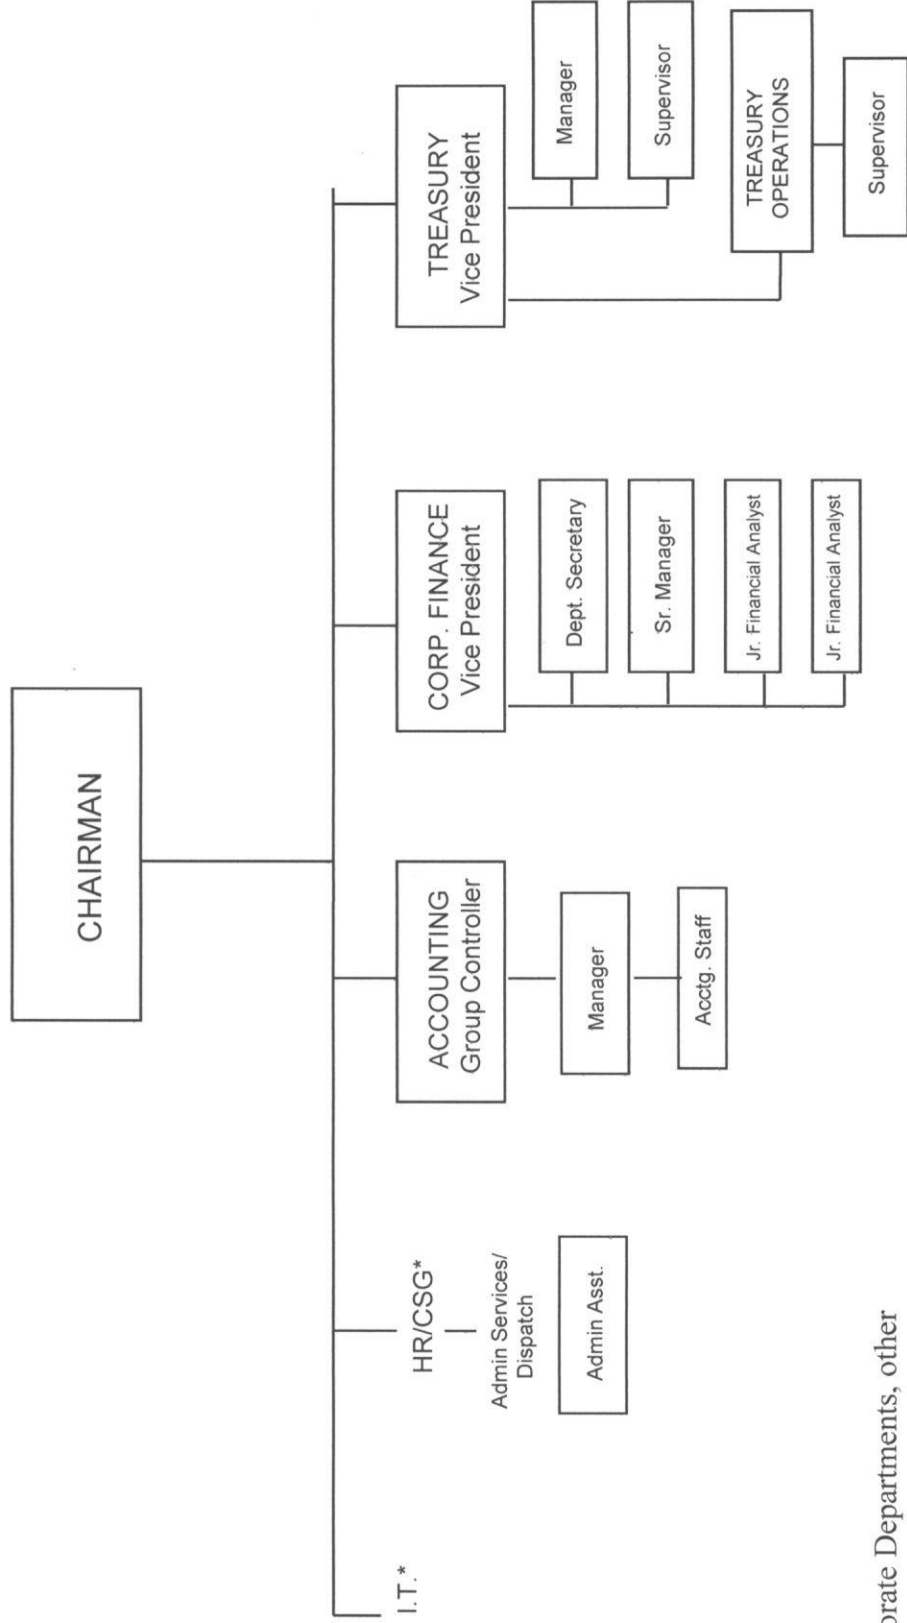 CHAIRMAN
I.T.*
HR/CSG*
Admin Services/
Dispatch
Admin Asst.
ACCOUNTING
Group Controller
Manager
Acctg. Staff
CORP. FINANCE
Vice President
Dept. Secretary
Sr. Manager
Jr. Financial Analyst
Jr. Financial Analyst
TREASURY
Vice President
Manager
Supervisor
TREASURY
OPERATIONS
Supervisor
Departments, other